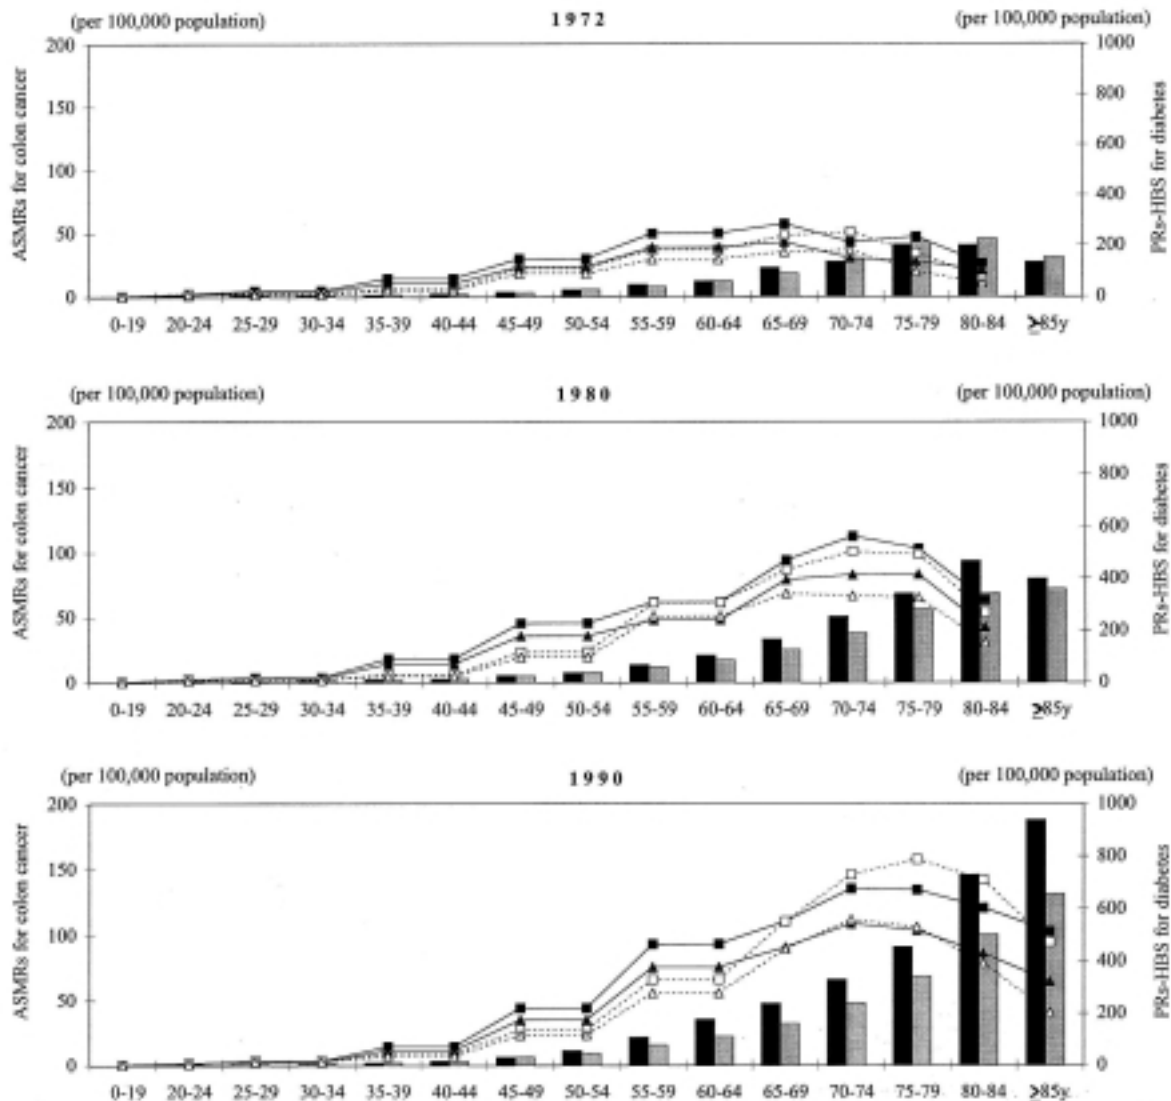 (per 100,000 population) 1972 (per 100,000 population)
ASMRs for colon cancer
PRs-HBS for diabetes
200 1000
800
150
600
100
400
50
200
0 0
0-19 20-24 25-29 30-34 35-39 40-44 45-49 50-54 55-59 60-64 65-69 70-74 75-79 80-84 ≥85y
(per 100,000 population) 1980 (per 100,000 population)
ASMRs for colon cancer
PRs-HBS for diabetes
200 1000
800
150
600
100
400
50
200
0 0
0-19 20-24 25-29 30-34 35-39 40-44 45-49 50-54 55-59 60-64 65-69 70-74 75-79 80-84 ≥85y
(per 100,000 population) 1990 (per 100,000 population)
ASMRs for colon cancer
PRs-HBS for diabetes
200 1000
800
150
600
100
400
50
200
0 0
0-19 20-24 25-29 30-34 35-39 40-44 45-49 50-54 55-59 60-64 65-69 70-74 75-79 80-84 ≥85y